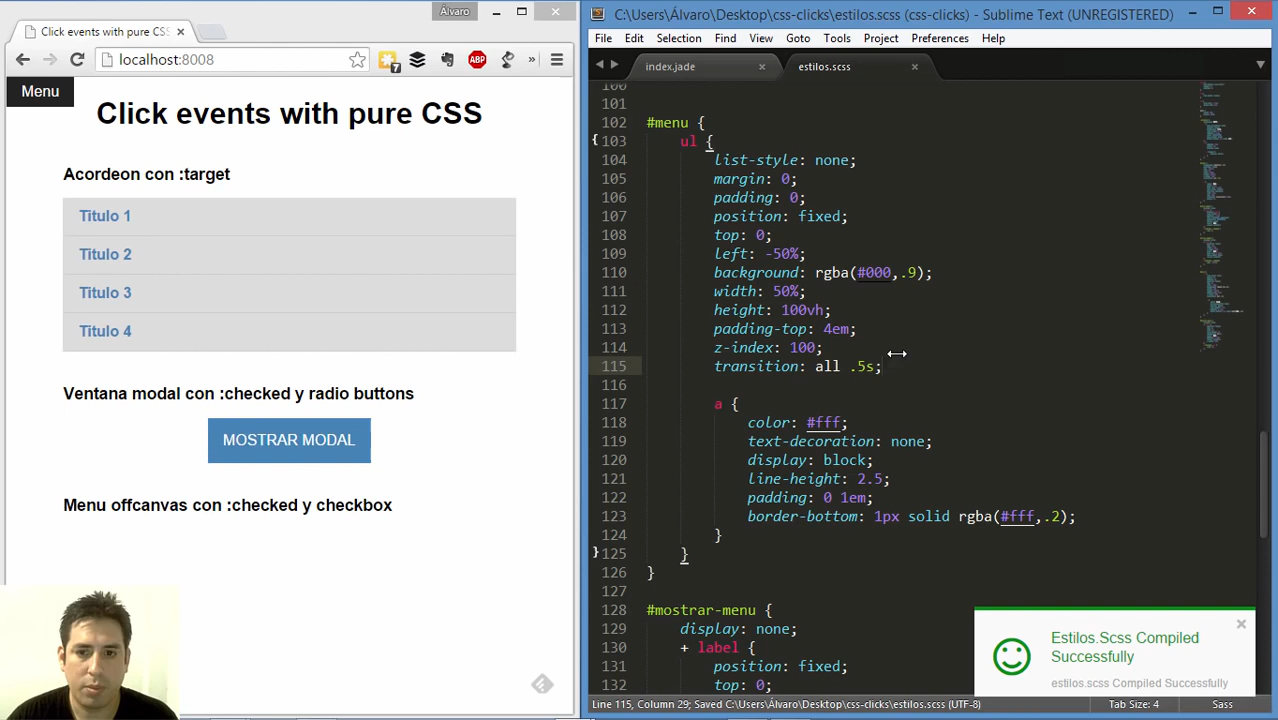 Álvaro
Click events with pure CSS
localhost:8008
7
ABP
Menu
Click events with pure CSS
Acordeon con :target
Titulo 1
Titulo 2
Titulo 3
Titulo 4
Ventana modal con :checked y radio buttons
MOSTRAR MODAL
Menu offcanvas con :checked y checkbox
C:\Users\Álvaro\Desktop\css-clicks\estilos.scss (css-clicks) - Sublime Text (UNREGISTERED)
File Edit Selection Find View Goto Tools Project Preferences Help
index.jade estilos.scss
100
101
102 #menu {
103 ul {
104 list-style: none;
105 margin: 0;
106 padding: 0;
107 position: fixed;
108 top: 0;
109 left: -50%;
110 background: rgba(#000,.9);
111 width: 50%;
112 height: 100vh;
113 padding-top: 4em;
114 z-index: 100;
115 transition: all .5s;
116
117 a {
118 color: #fff;
119 text-decoration: none;
120 display: block;
121 line-height: 2.5;
122 padding: 0 1em;
123 border-bottom: 1px solid rgba(#fff,.2);
124 }
125 }
126 }
127
128 #mostrar-menu {
129 display: none;
130 + label {
131 position: fixed;
132 top: 0;
Estilos.Scss Compiled
Successfully
estilos.scss Compiled Successfully
Line 115, Column 29; Saved C:\Users\Álvaro\Desktop\css-clicks\estilos.scss (UTF-8) Tab Size: 4 Sass